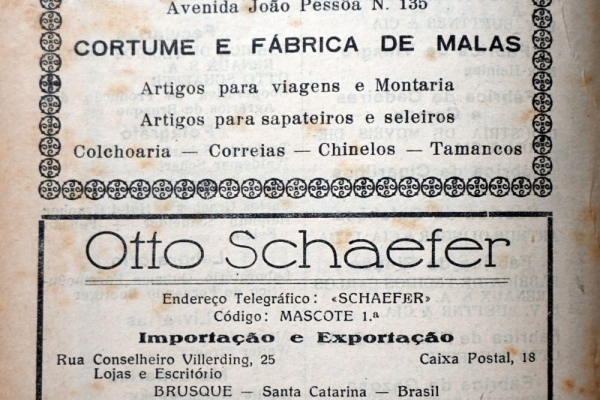 Avenida João Pessoa N. 135
CORTUME E FÁBRICA DE MALAS
Artigos para viagens e Montaria
Artigos para sapateiros e seleiros
Colchoaria — Correias — Chinelos — Tamancos
Otto Schaefer
Endereço Telegráfico: «SCHAEFER»
Código: MASCOTE 1.ª
Importação e Exportação
Rua Conselheiro Villerding, 25 Caixa Postal, 18
Lojas e Escritório
BRUSQUE — Santa Catarina — Brasil